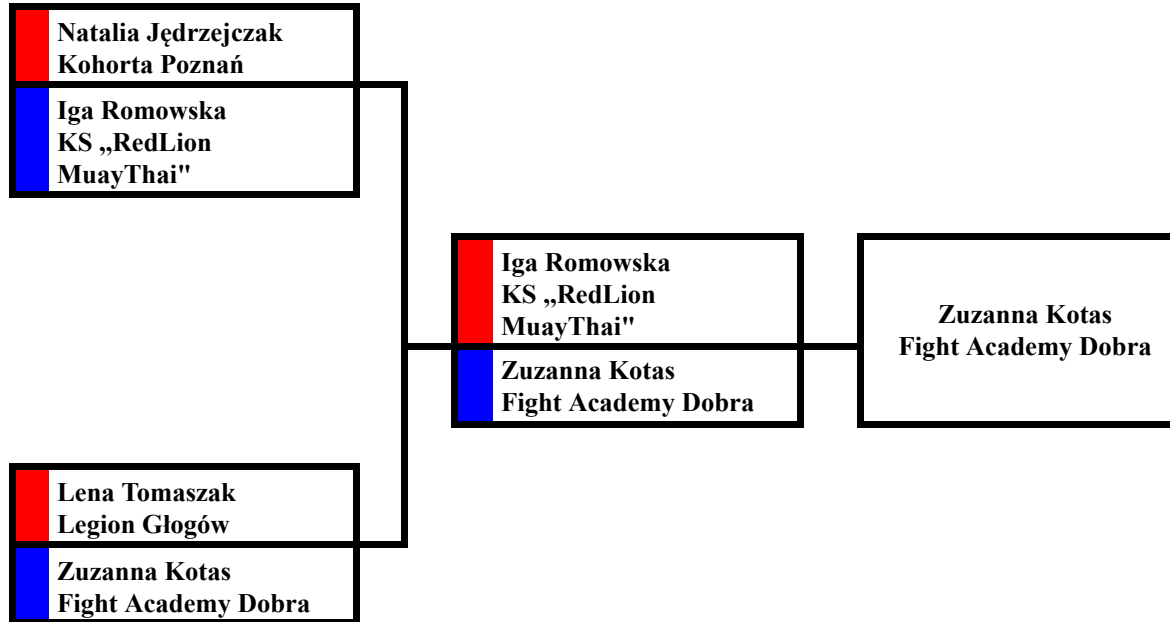 Natalia Jędrzejczak
Kohorta Poznań
Iga Romowska
KS „RedLion
MuayThai"
Iga Romowska
KS „RedLion
MuayThai"
Zuzanna Kotas
Fight Academy Dobra
Zuzanna Kotas
Fight Academy Dobra
Lena Tomaszak
Legion Głogów
Zuzanna Kotas
Fight Academy Dobra